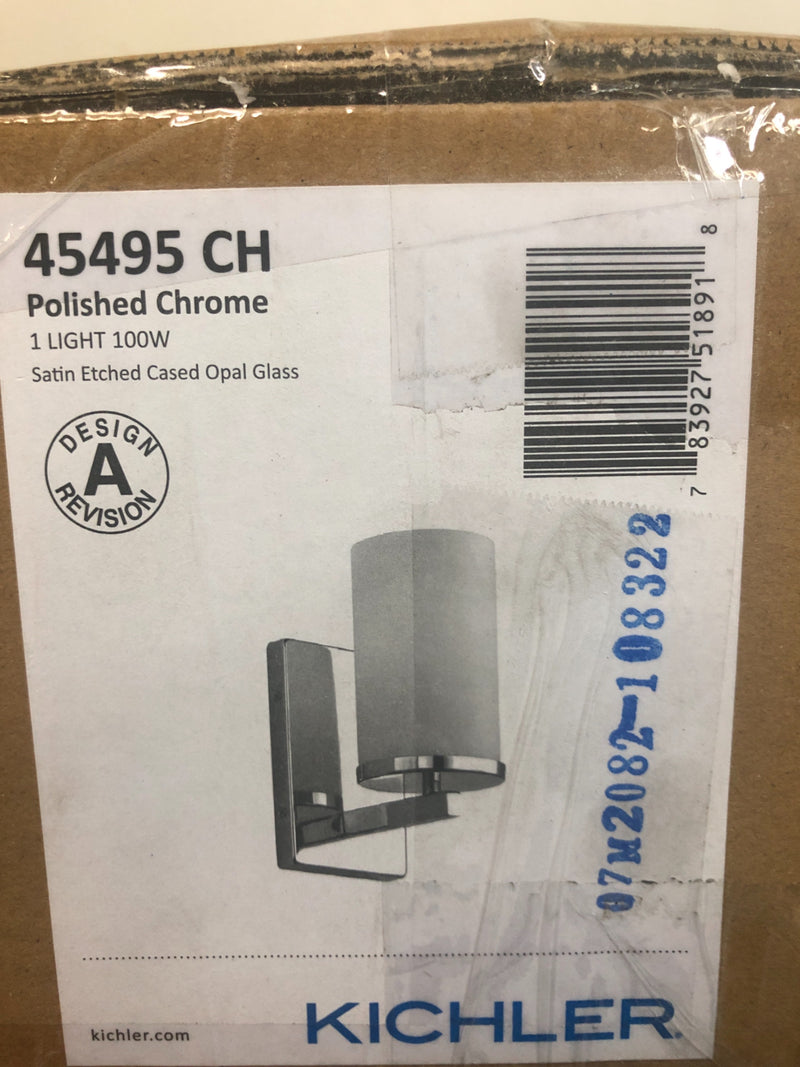 45495 CH
Polished Chrome
1 LIGHT 100W
Satin Etched Cased Opal Glass
DESIGN
A
REVISION
7 83927 51891 8
07M2082-108322
kichler.com
KICHLER